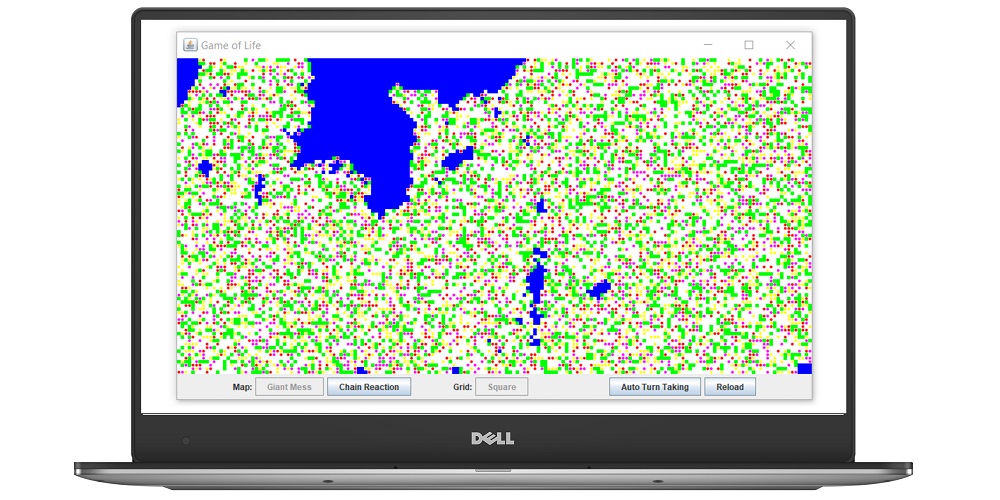 Game of Life
Map: Giant Mess Chain Reaction Grid: Square Auto Turn Taking Reload
DELL